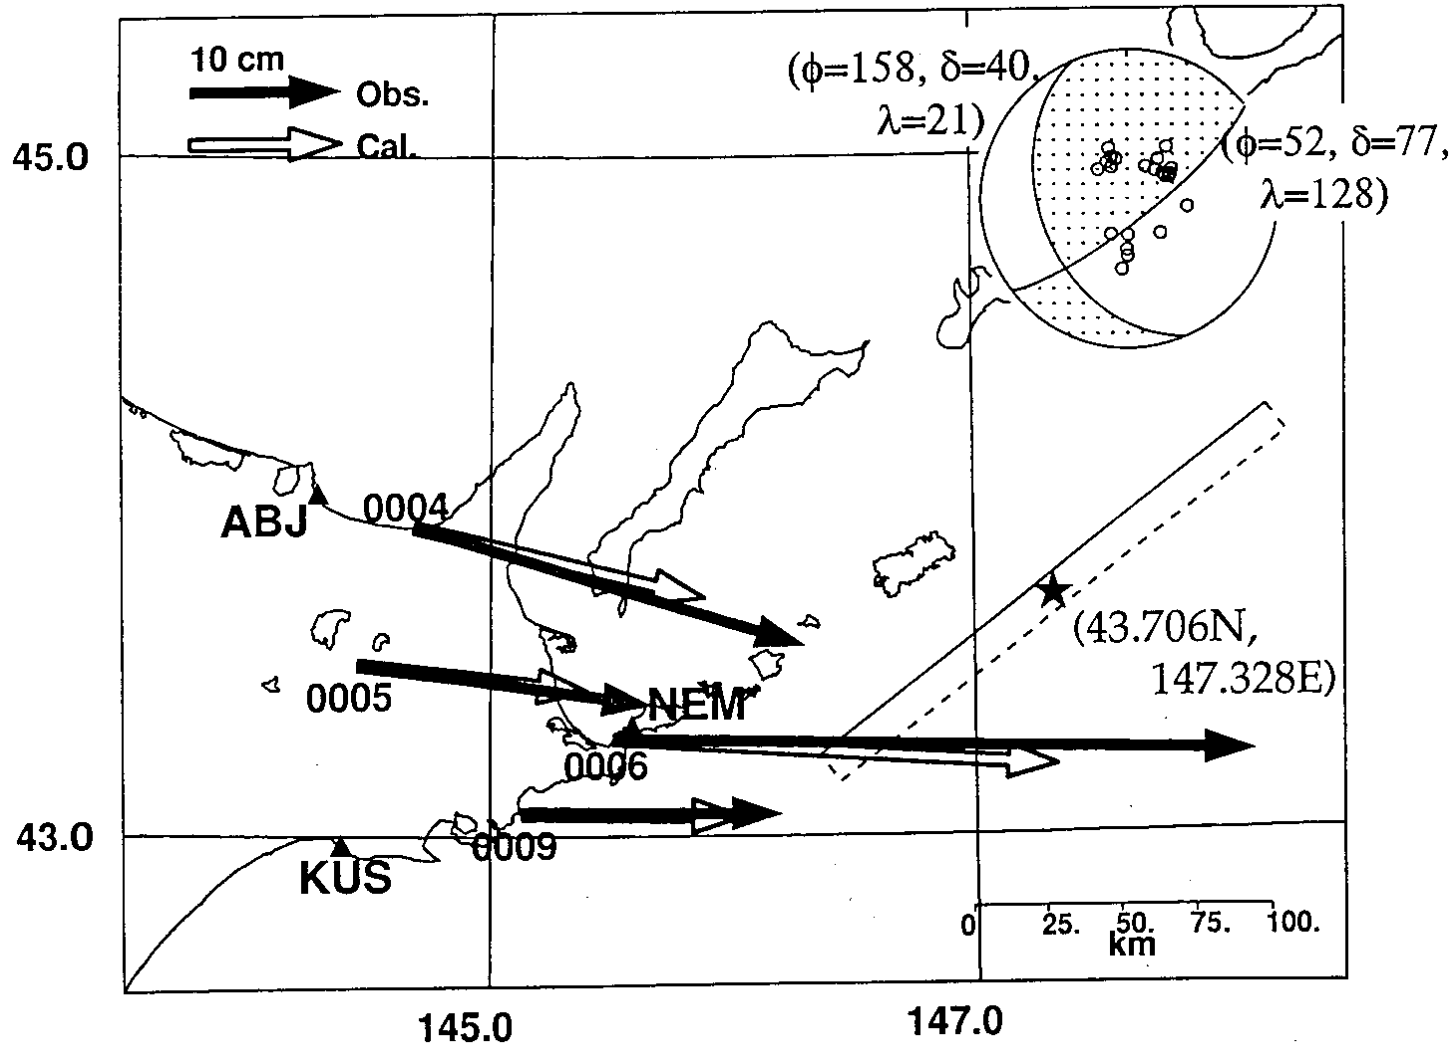 10 cm
Obs.
Cal.
(ϕ=158, δ=40,
λ=21)
45.0
(ϕ=52, δ=77,
λ=128)
ABJ
0004
0005
NEM
(43.706N,
147.328E)
0006
43.0
0009
KUS
0 25. 50. 75. 100.
km
145.0
147.0